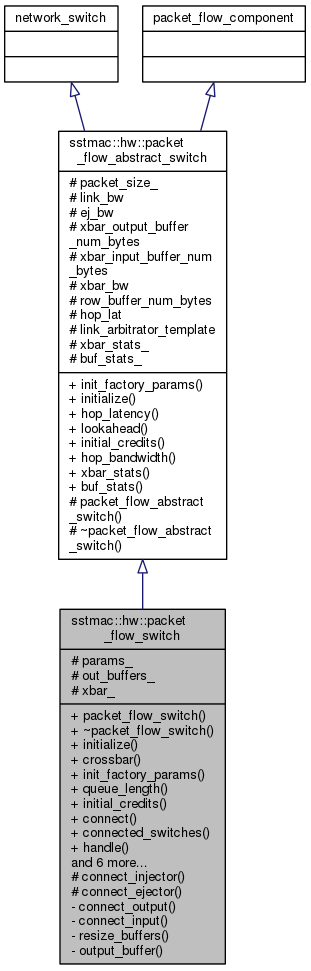 network_switch
packet_flow_component
sstmac::hw::packet
_flow_abstract_switch
# packet_size_
# link_bw
# ej_bw
# xbar_output_buffer
_num_bytes
# xbar_input_buffer_num
_bytes
# xbar_bw
# row_buffer_num_bytes
# hop_lat
# link_arbitrator_template
# xbar_stats_
# buf_stats_
+ init_factory_params()
+ initialize()
+ hop_latency()
+ lookahead()
+ initial_credits()
+ hop_bandwidth()
+ xbar_stats()
+ buf_stats()
# packet_flow_abstract
_switch()
# ~packet_flow_abstract
_switch()
sstmac::hw::packet
_flow_switch
# params_
# out_buffers_
# xbar_
+ packet_flow_switch()
+ ~packet_flow_switch()
+ initialize()
+ crossbar()
+ init_factory_params()
+ queue_length()
+ initial_credits()
+ connect()
+ connected_switches()
+ handle()
and 6 more...
# connect_injector()
# connect_ejector()
- connect_output()
- connect_input()
- resize_buffers()
- output_buffer()